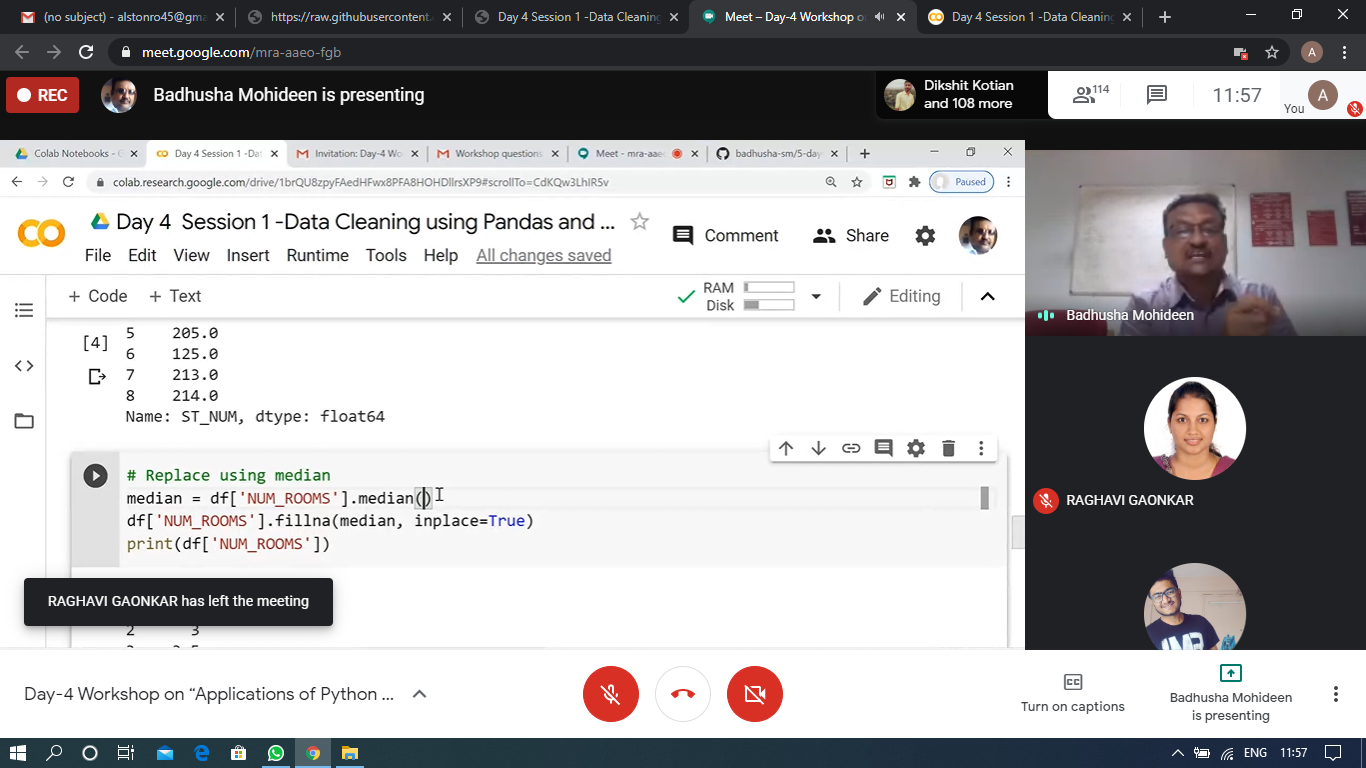 (no subject) - alstonro45@gma
https://raw.githubusercontent.
Day 4 Session 1 -Data Cleaning
Meet – Day-4 Workshop o
Day 4 Session 1 -Data Cleaning
meet.google.com/mra-aaeo-fgb
A
REC
Badhusha Mohideen is presenting
Dikshit Kotian
and 108 more
114
11:57
You
A
Colab Notebooks - G
Day 4 Session 1 -Dat
Invitation: Day-4 Wo
Workshop questions
Meet - mra-aaeo
badhusha-sm/5-day
colab.research.google.com/drive/1brQU8zpyFAedHFwx8PFA8HOHDllrsXP9#scrollTo=CdKQw3LhIR5v
Paused
Day 4 Session 1 -Data Cleaning using Pandas and ...
Comment
Share
File Edit View Insert Runtime Tools Help All changes saved
+ Code + Text
RAM
Disk
Editing
[4]
5 205.0
6 125.0
7 213.0
8 214.0
Name: ST_NUM, dtype: float64
# Replace using median
median = df['NUM_ROOMS'].median()
df['NUM_ROOMS'].fillna(median, inplace=True)
print(df['NUM_ROOMS'])
RAGHAVI GAONKAR has left the meeting
2 3
Badhusha Mohideen
RAGHAVI GAONKAR
Day-4 Workshop on “Applications of Python ...
Turn on captions
Badhusha Mohideen
is presenting
ENG
11:57